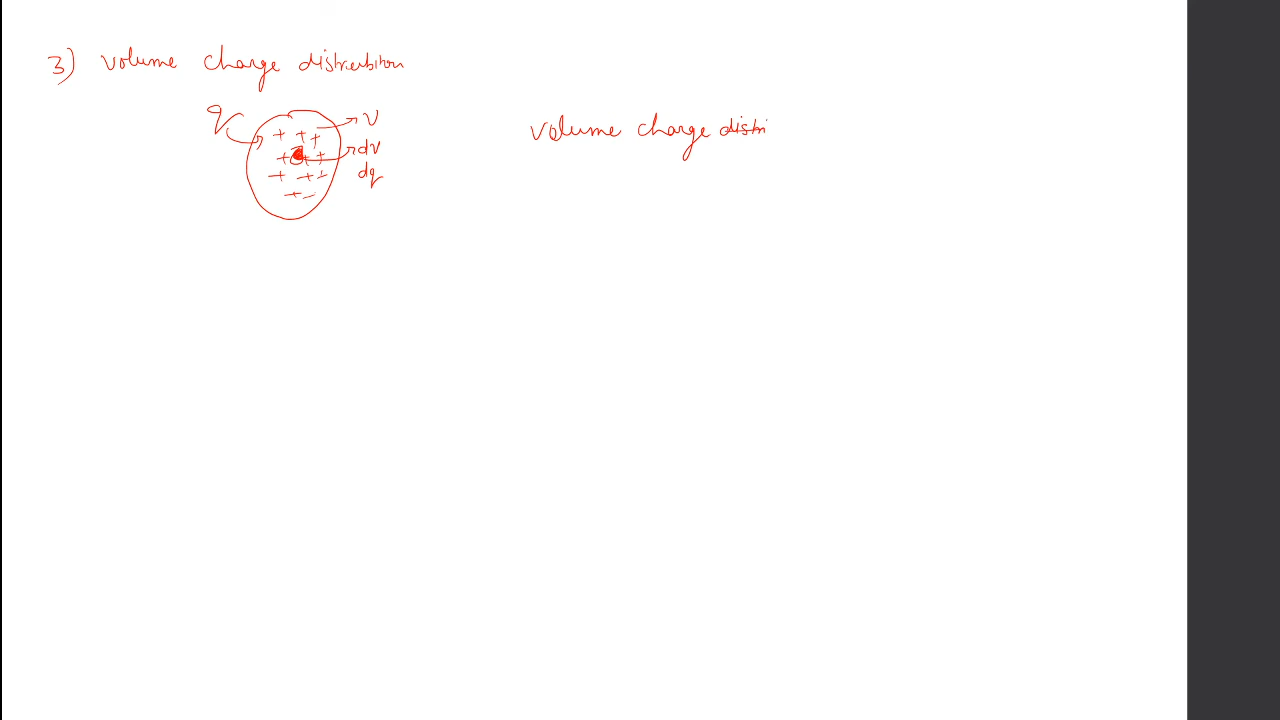 3) volume charge distribution
q
v
dv
dq
volume charge distri